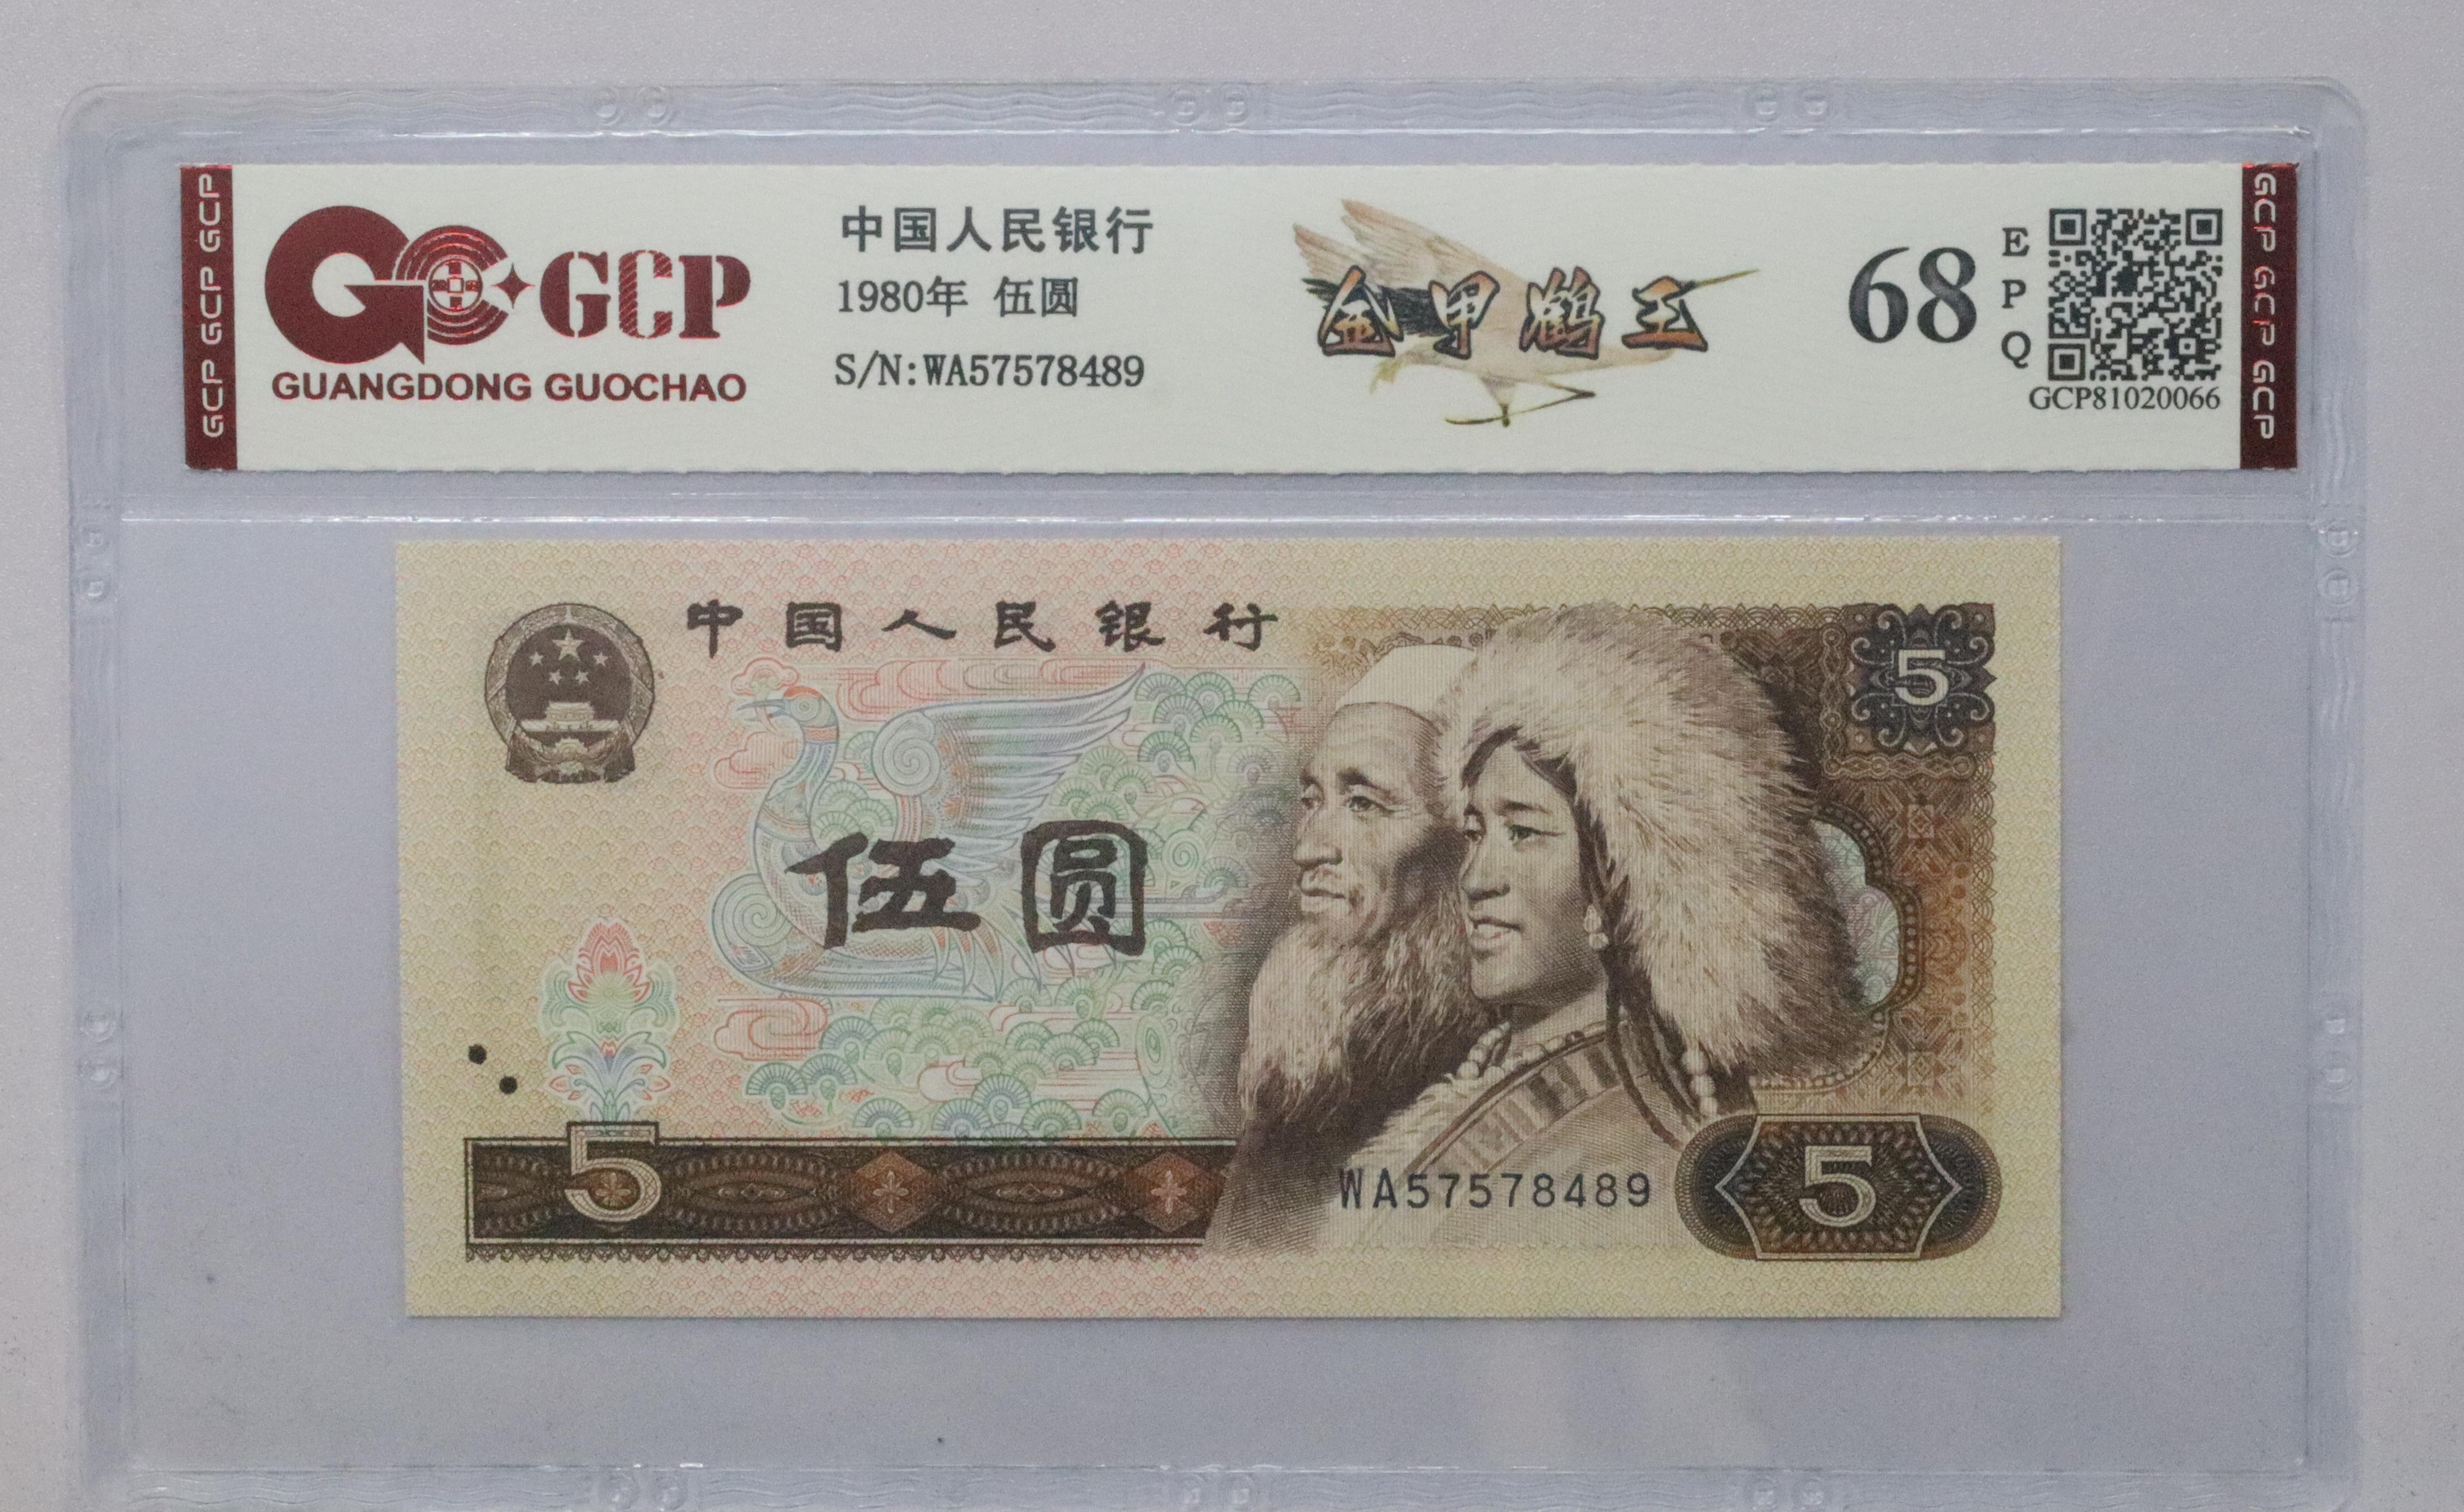 GCP GCP GCP
GCP
GUANGDONG GUOCHAO
中国人民银行
1980年 伍圆
S/N:WA57578489
金甲鹤王
68
E
P
Q
GCP81020066
GCP GCP GCP
中国人民银行
5
伍圆
5
WA57578489
5